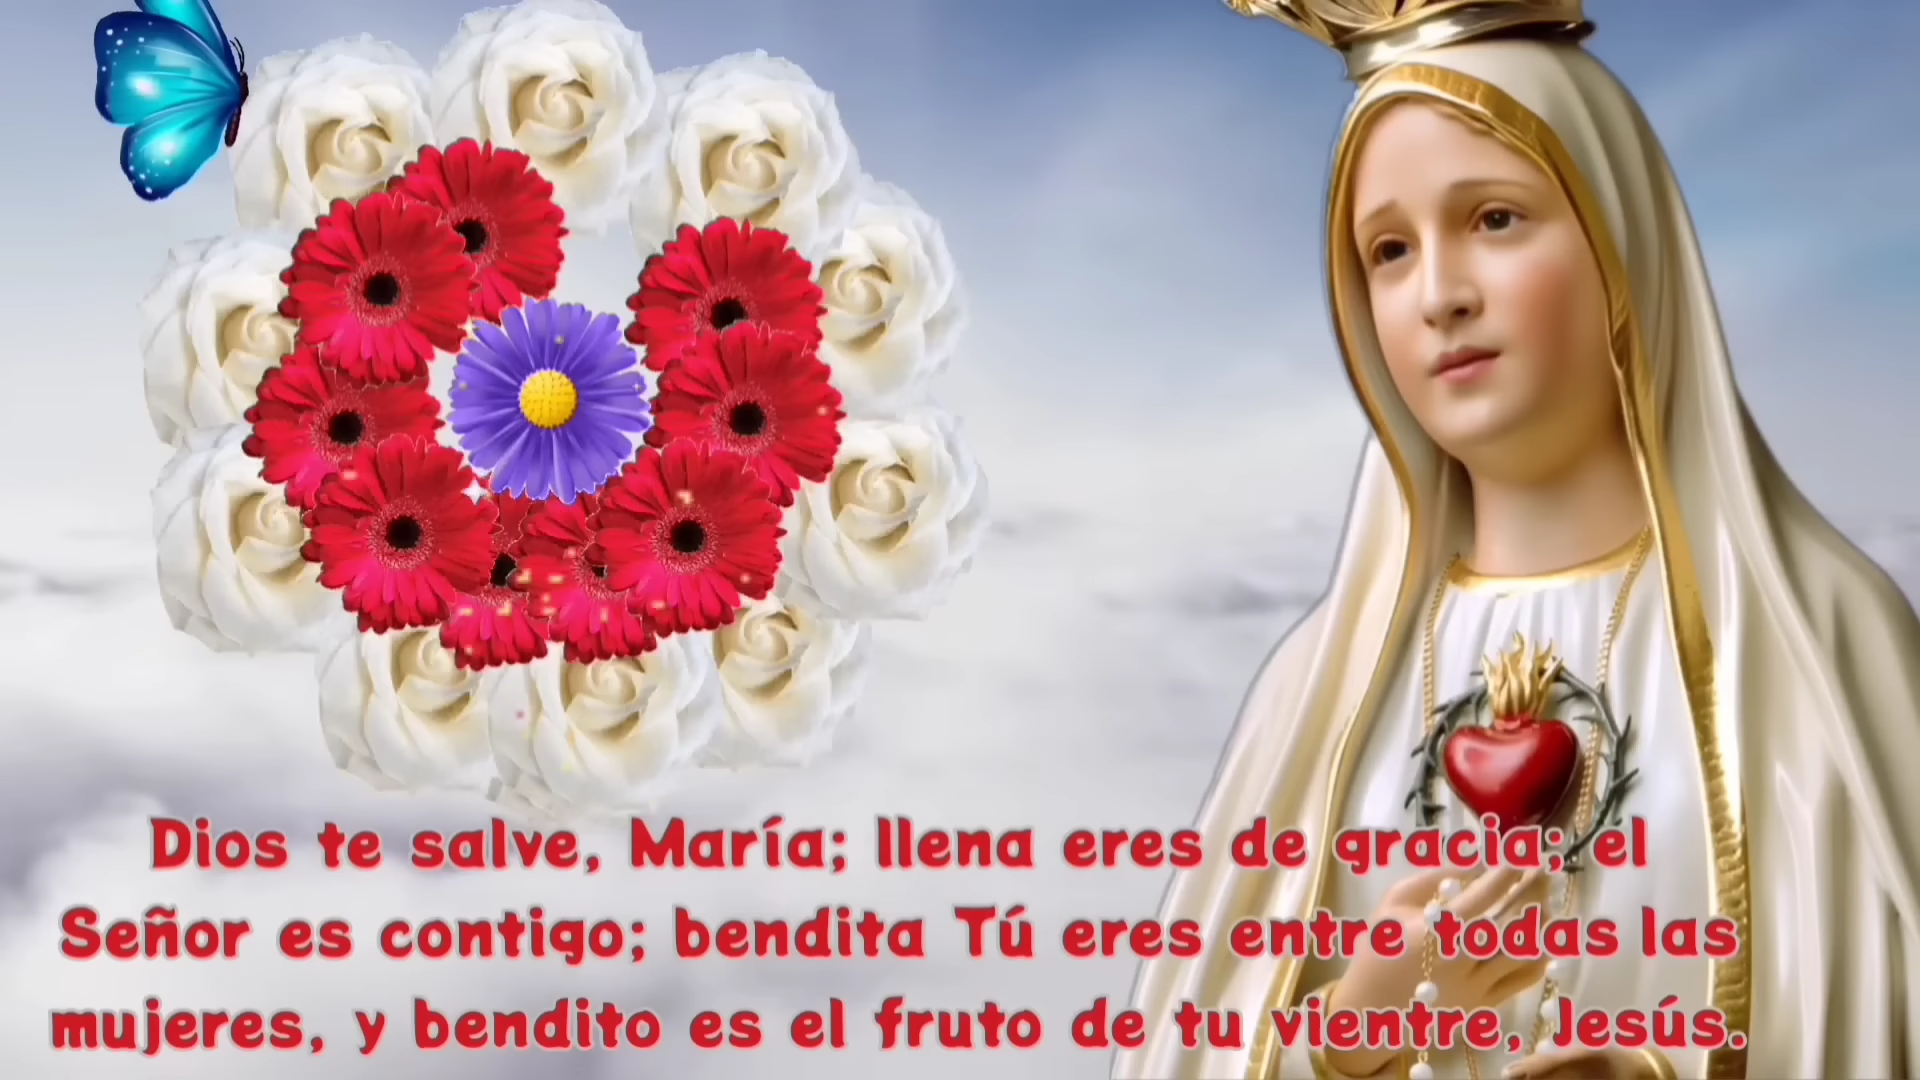 Dios te salve, María; llena eres de gracia; el
Señor es contigo; bendita Tú eres entre todas las
mujeres, y bendito es el fruto de tu vientre, Jesús.